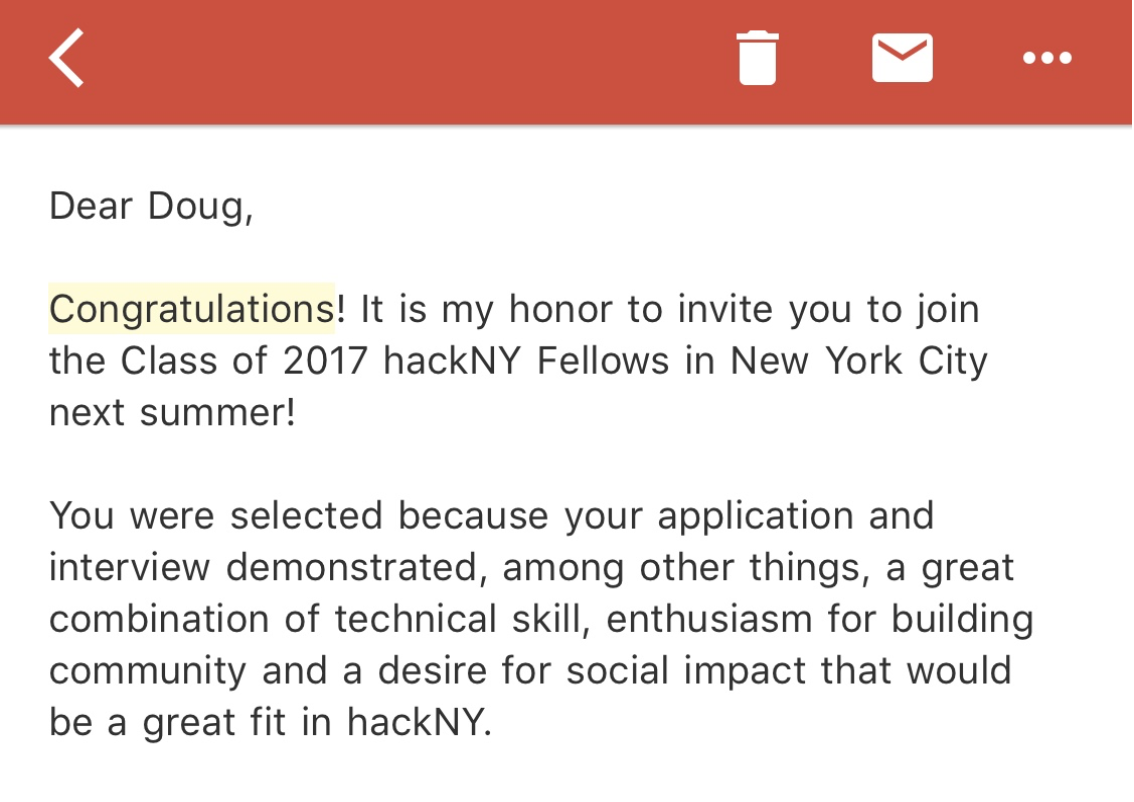 Dear Doug,
Congratulations! It is my honor to invite you to join
the Class of 2017 hackNY Fellows in New York City
next summer!
You were selected because your application and
interview demonstrated, among other things, a great
combination of technical skill, enthusiasm for building
community and a desire for social impact that would
be a great fit in hackNY.